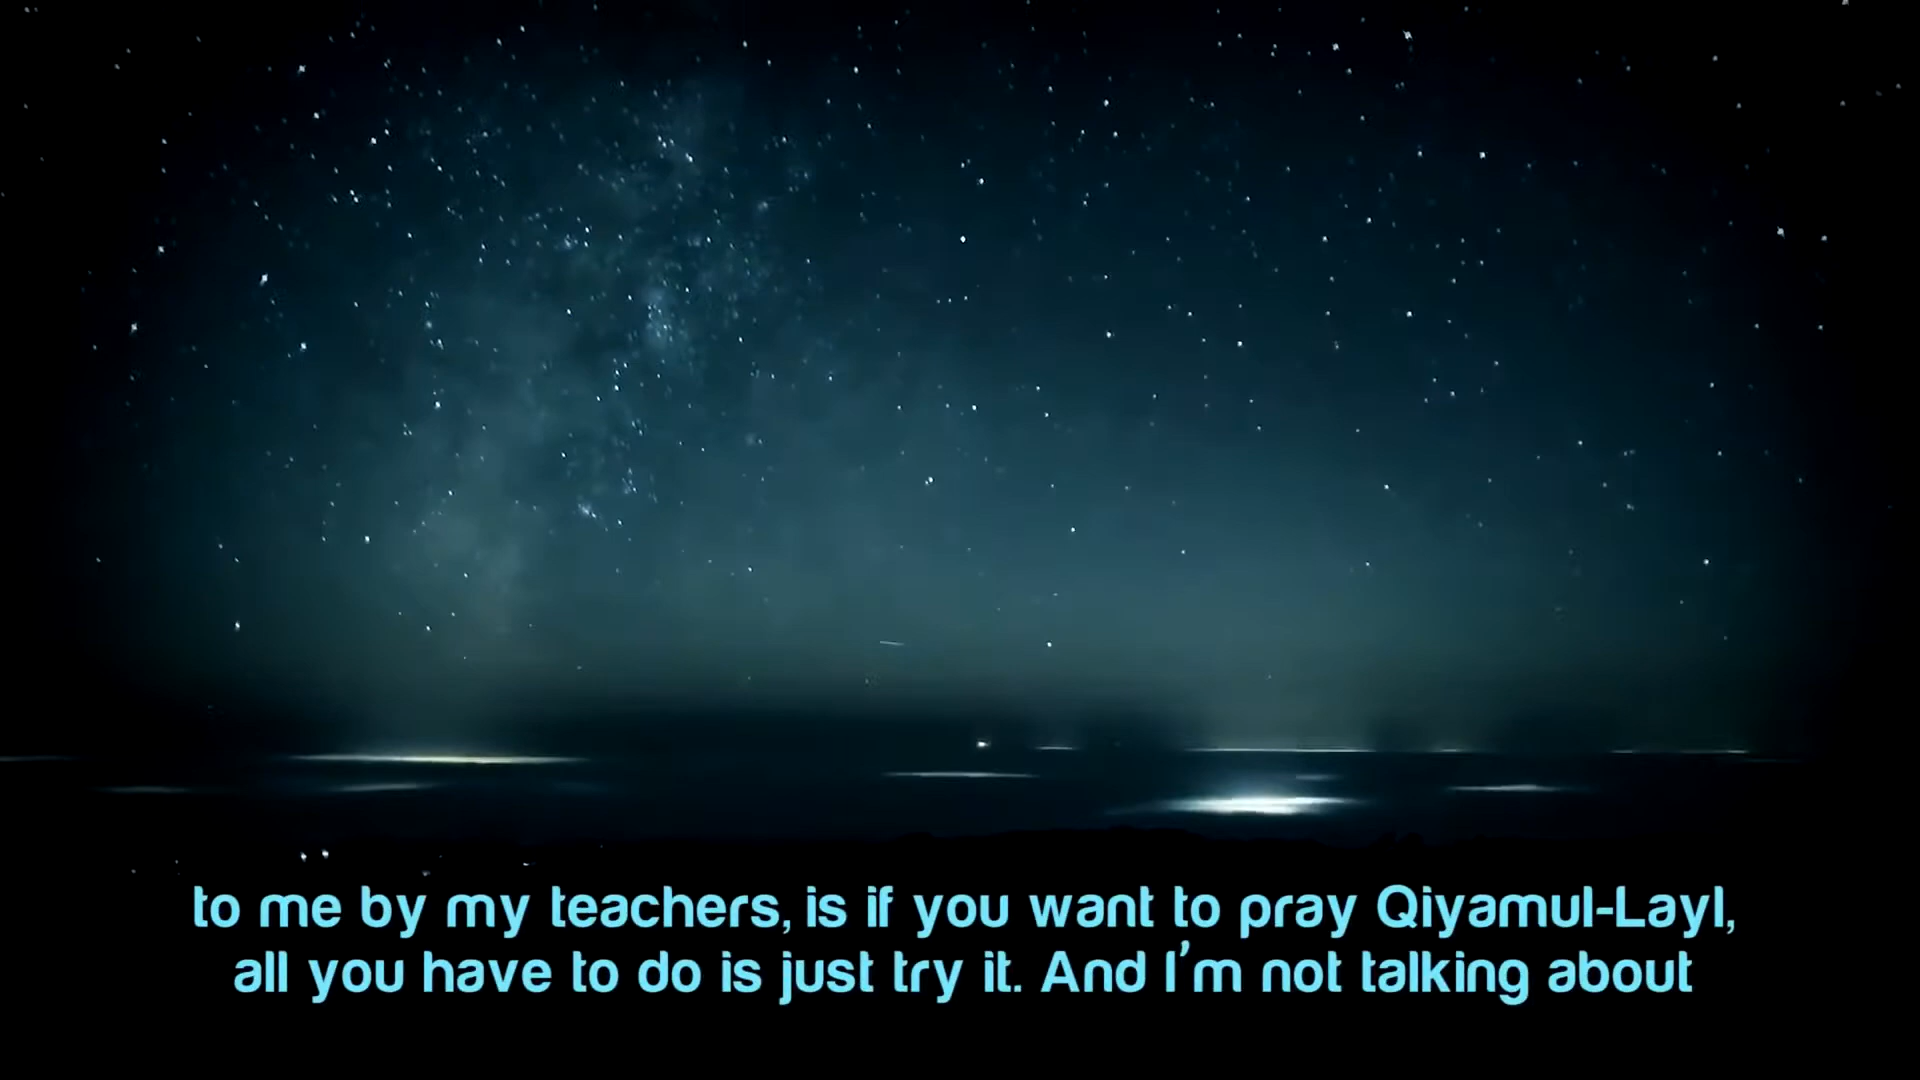 to me by my teachers, is if you want to pray Qiyamul-Layl,
all you have to do is just try it. And I'm not talking about